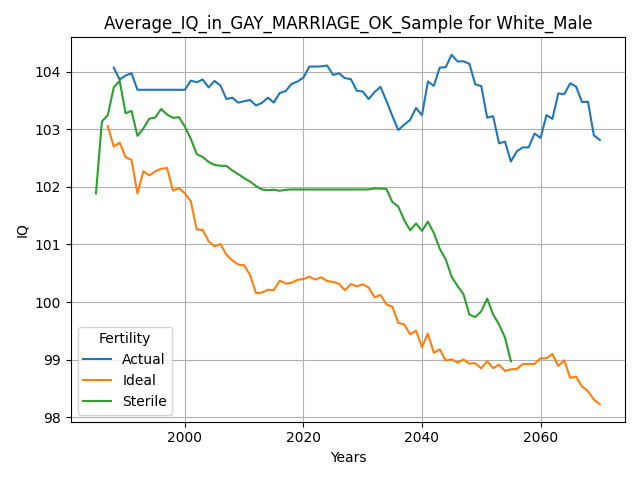 Average_IQ_in_GAY_MARRIAGE_OK_Sample for White_Male
104
103
102
101
100
99
98
IQ
Fertility
Actual
Ideal
Sterile
2000
2020
2040
2060
Years